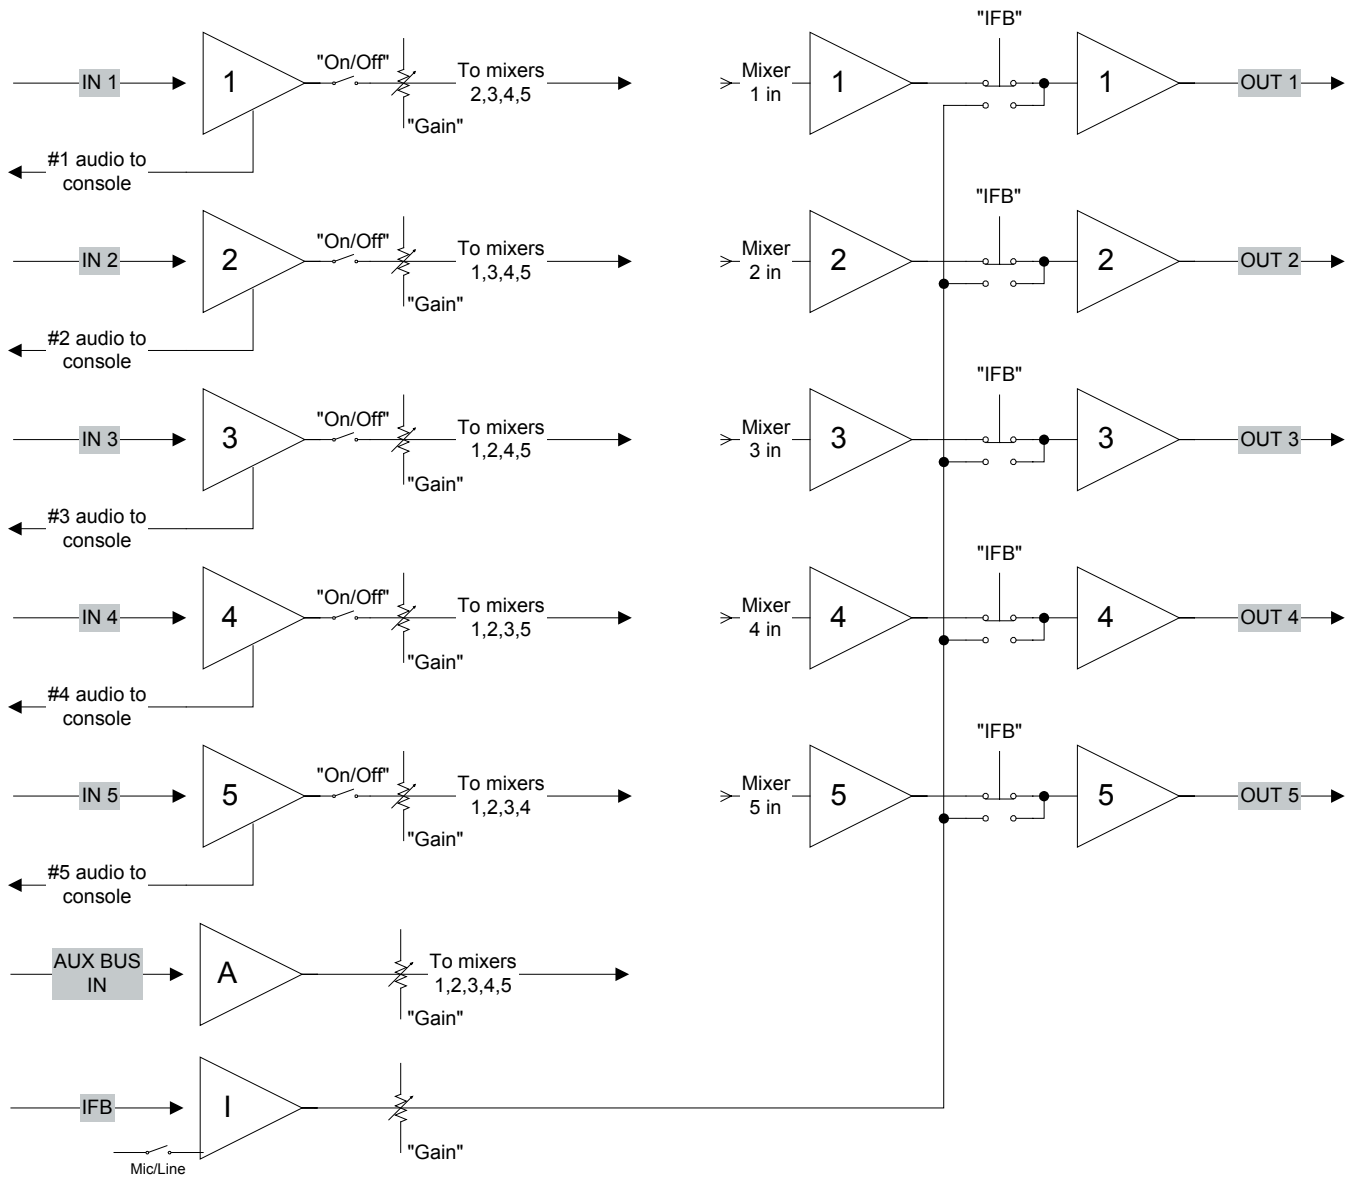 "IFB"
IN 1
1
"On/Off"
To mixers
2,3,4,5
"Gain"
Mixer
1 in
1
1
OUT 1
#1 audio to
console
"IFB"
IN 2
2
"On/Off"
To mixers
1,3,4,5
"Gain"
Mixer
2 in
2
2
OUT 2
#2 audio to
console
"IFB"
IN 3
3
"On/Off"
To mixers
1,2,4,5
"Gain"
Mixer
3 in
3
3
OUT 3
#3 audio to
console
"IFB"
IN 4
4
"On/Off"
To mixers
1,2,3,5
"Gain"
Mixer
4 in
4
4
OUT 4
#4 audio to
console
"IFB"
IN 5
5
"On/Off"
To mixers
1,2,3,4
"Gain"
Mixer
5 in
5
5
OUT 5
#5 audio to
console
AUX BUS
IN
A
To mixers
1,2,3,4,5
"Gain"
IFB
I
"Gain"
Mic/Line